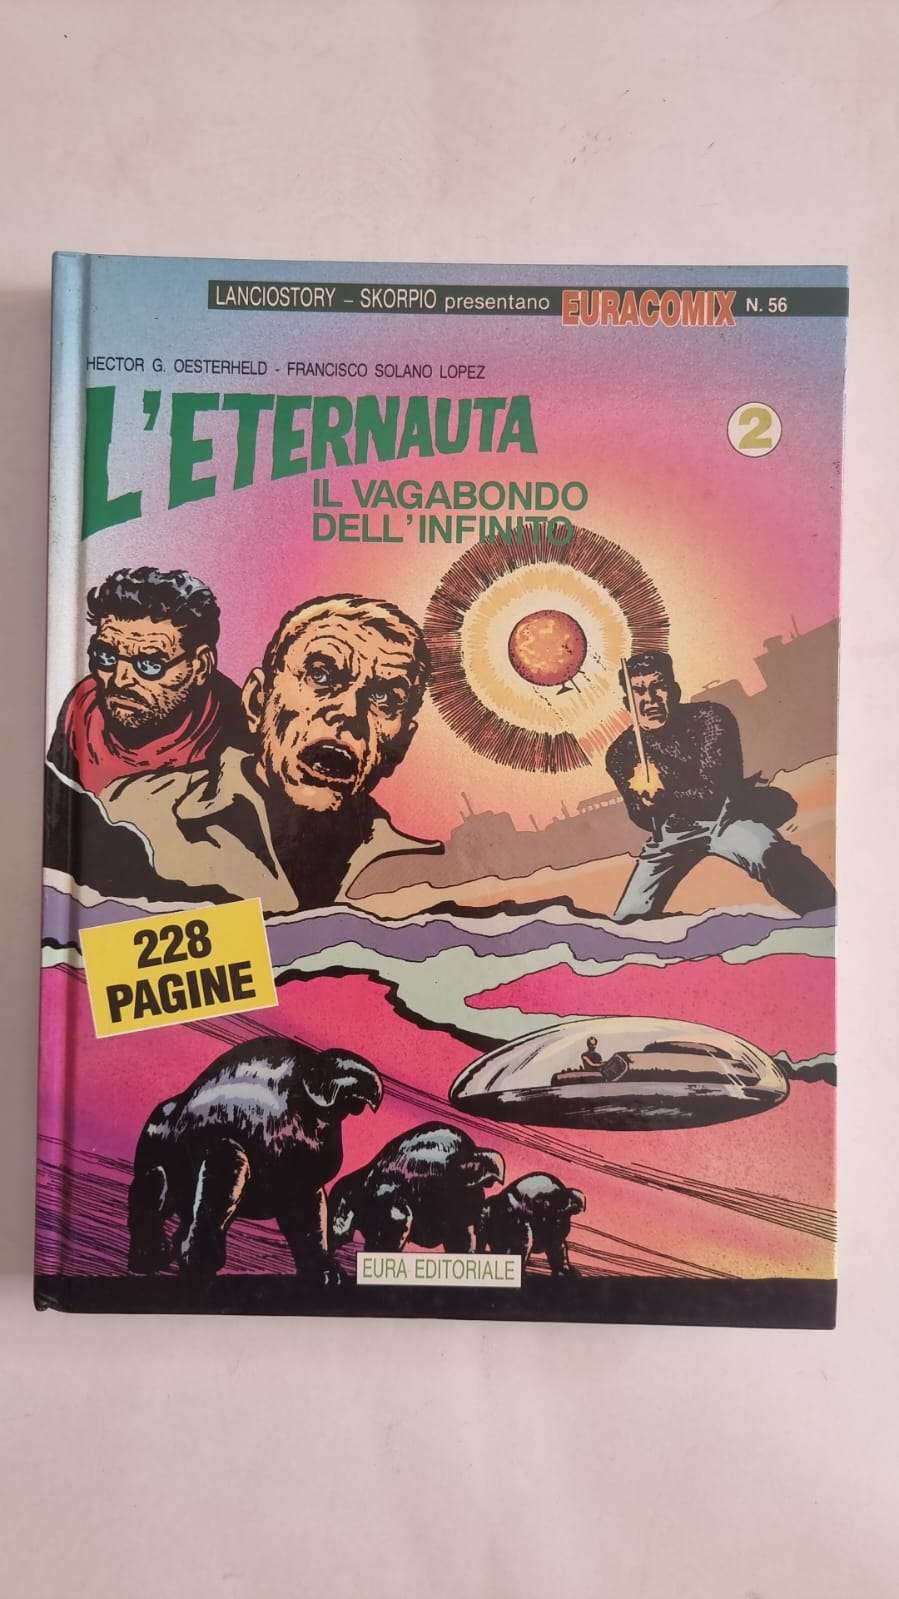 LANCIOSTORY – SKORPIO presentano EURACOMIX N. 56
HECTOR G. OESTERHELD - FRANCISCO SOLANO LOPEZ
L'ETERNAUTA
2
IL VAGABONDO
DELL'INFINITO
228
PAGINE
EURA EDITORIALE